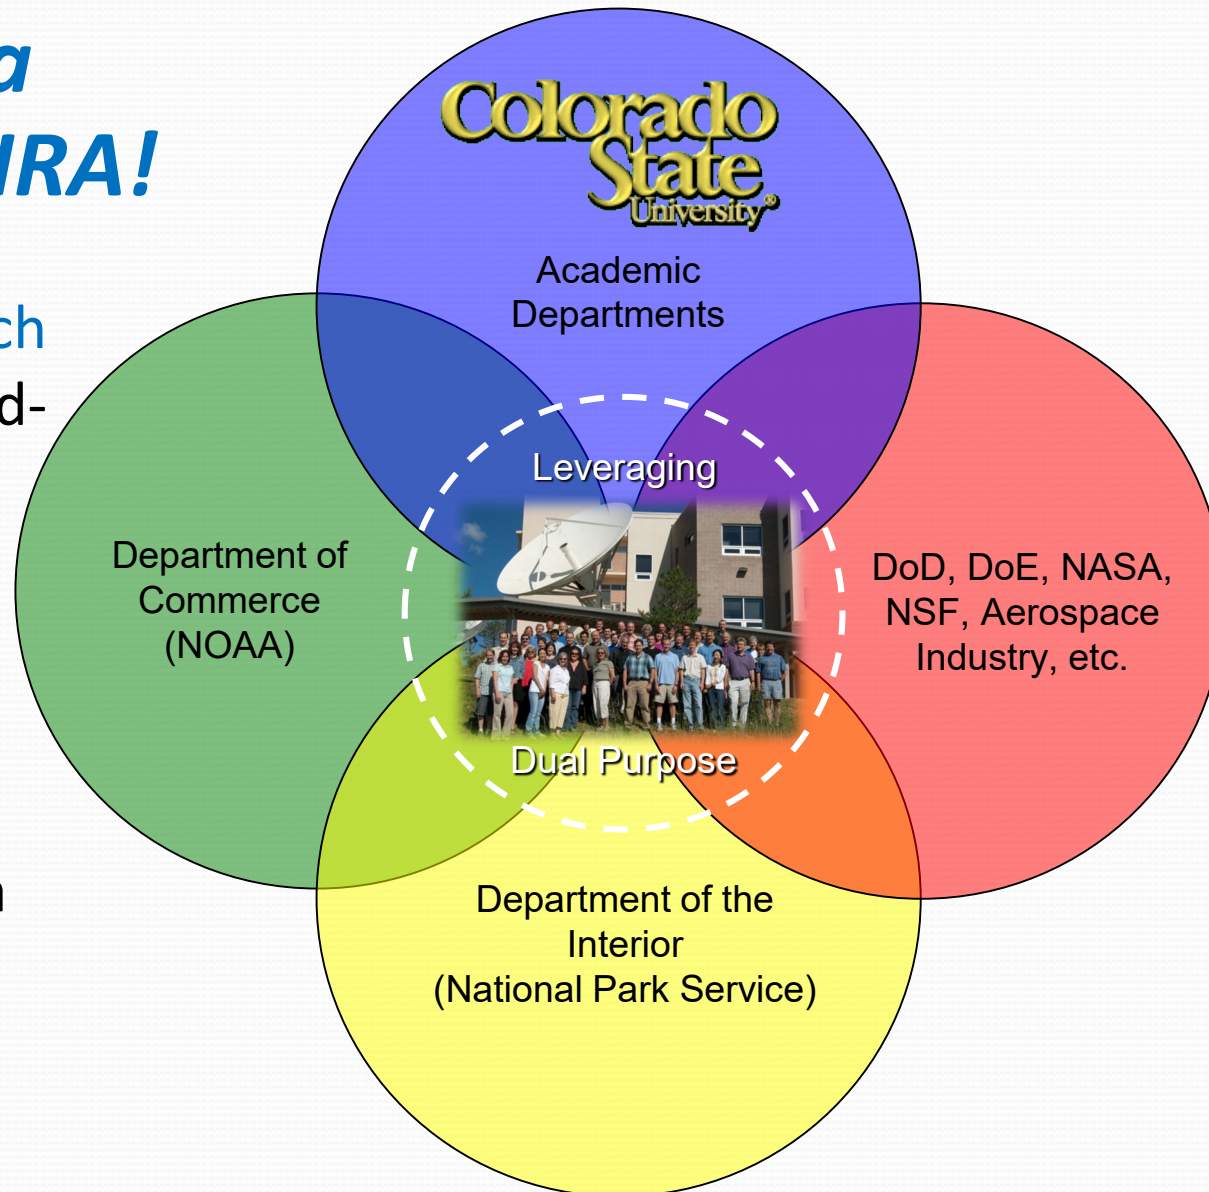 a
IRA!
ch
d-
n
Colorado
State
University®
Academic
Departments
Leveraging
Department of
Commerce
(NOAA)
DoD, DoE, NASA,
NSF, Aerospace
Industry, etc.
Dual Purpose
Department of the
Interior
(National Park Service)